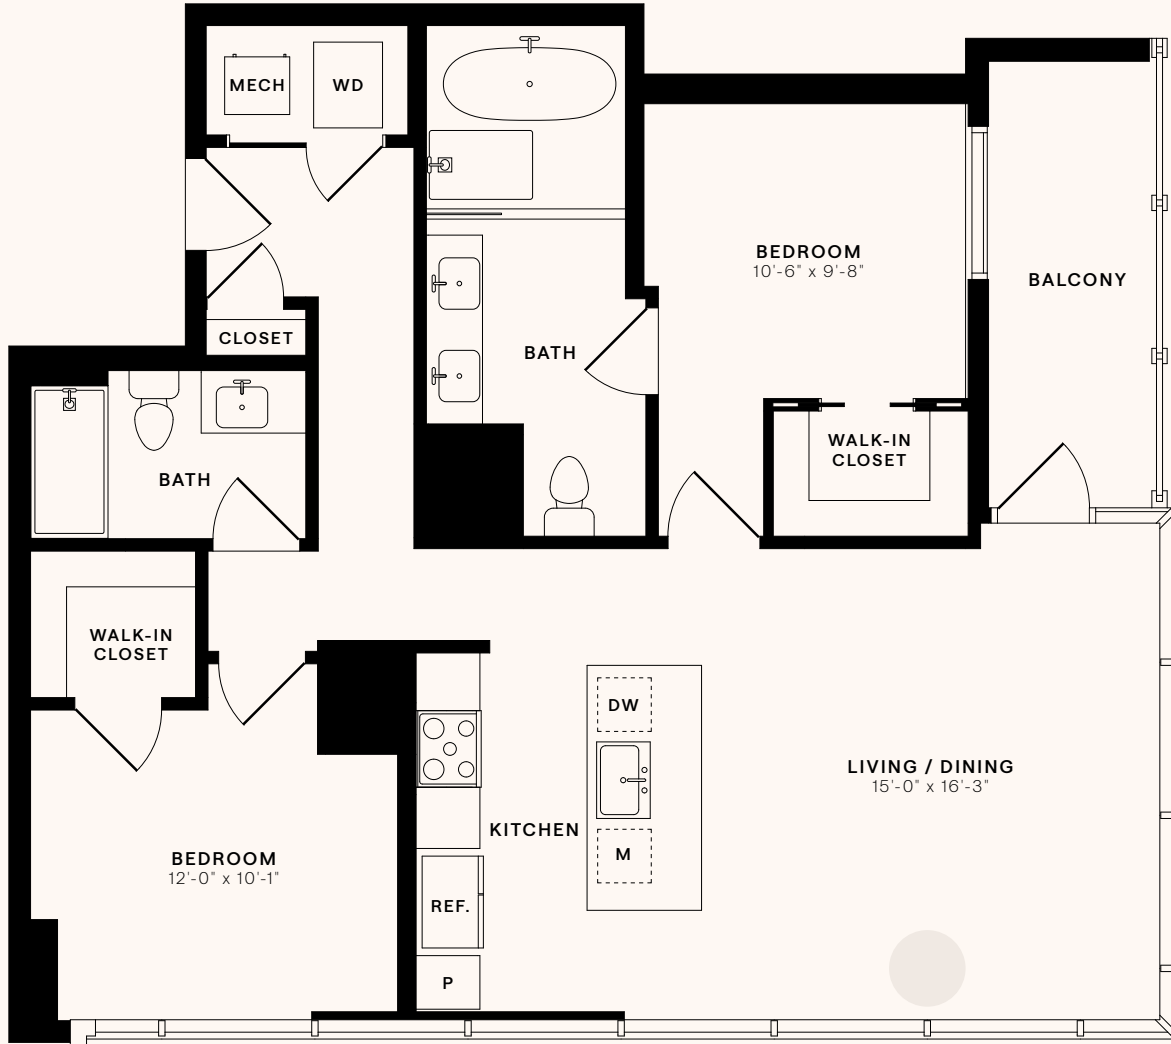 MECH
WD
BEDROOM
10'-6" x 9'-8"
BALCONY
CLOSET
BATH
WALK-IN
CLOSET
BATH
WALK-IN
CLOSET
DW
LIVING / DINING
15'-0" x 16'-3"
KITCHEN
M
BEDROOM
12'-0" x 10'-1"
REF.
P